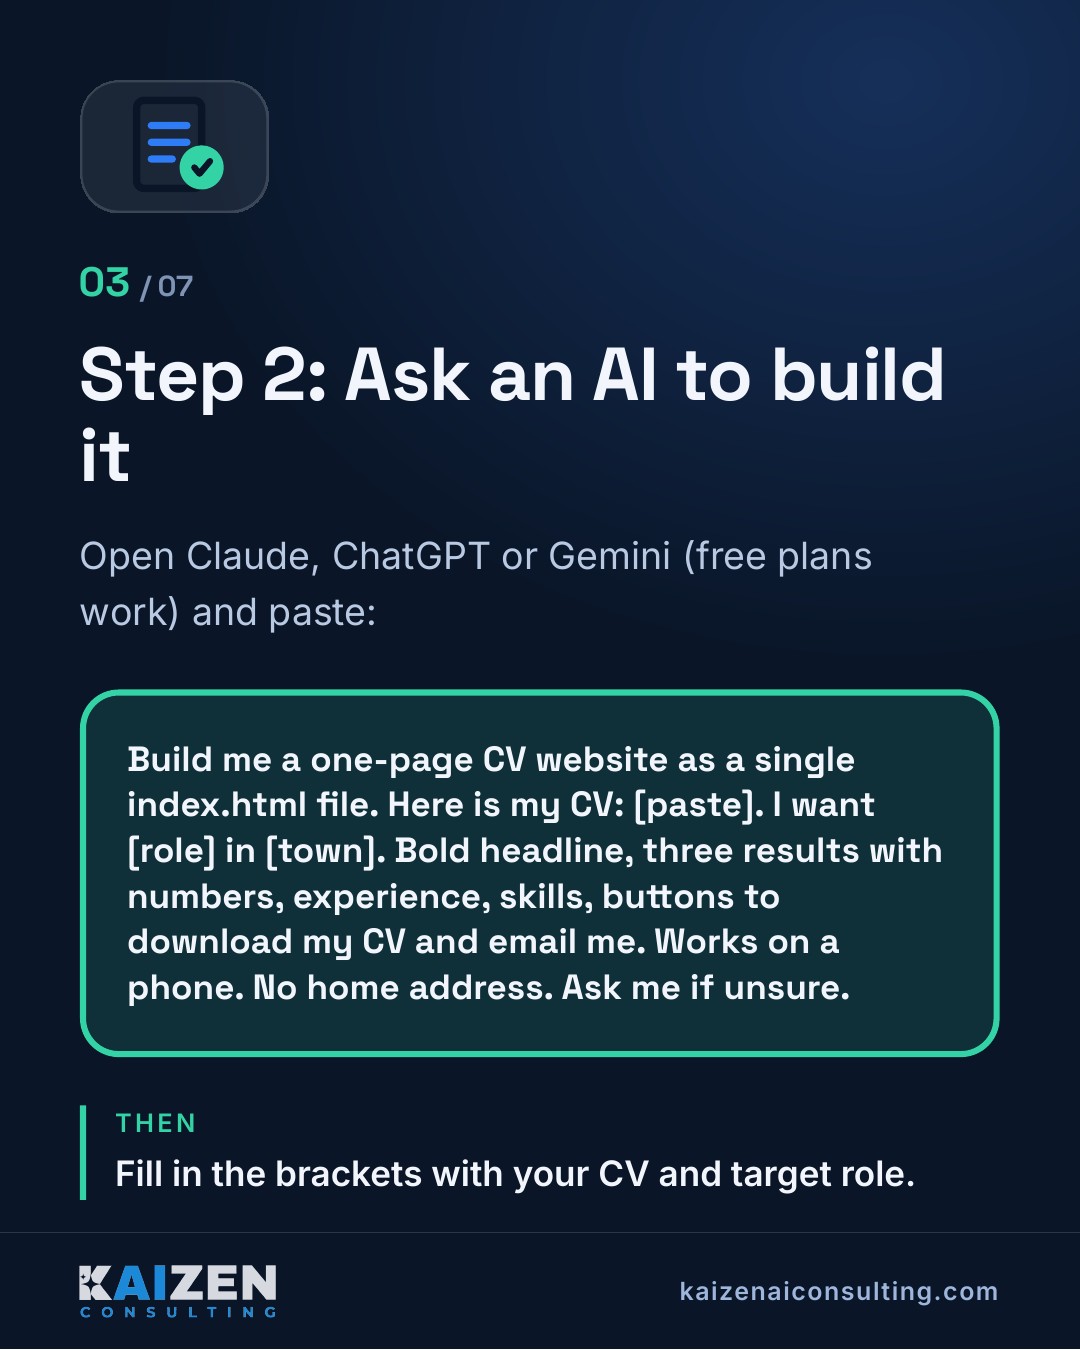 03 / 07
Step 2: Ask an AI to build
it
Open Claude, ChatGPT or Gemini (free plans
work) and paste:
Build me a one-page CV website as a single
index.html file. Here is my CV: [paste]. I want
[role] in [town]. Bold headline, three results with
numbers, experience, skills, buttons to
download my CV and email me. Works on a
phone. No home address. Ask me if unsure.
THEN
Fill in the brackets with your CV and target role.
KAIZEN
CONSULTING
kaizenaiconsulting.com